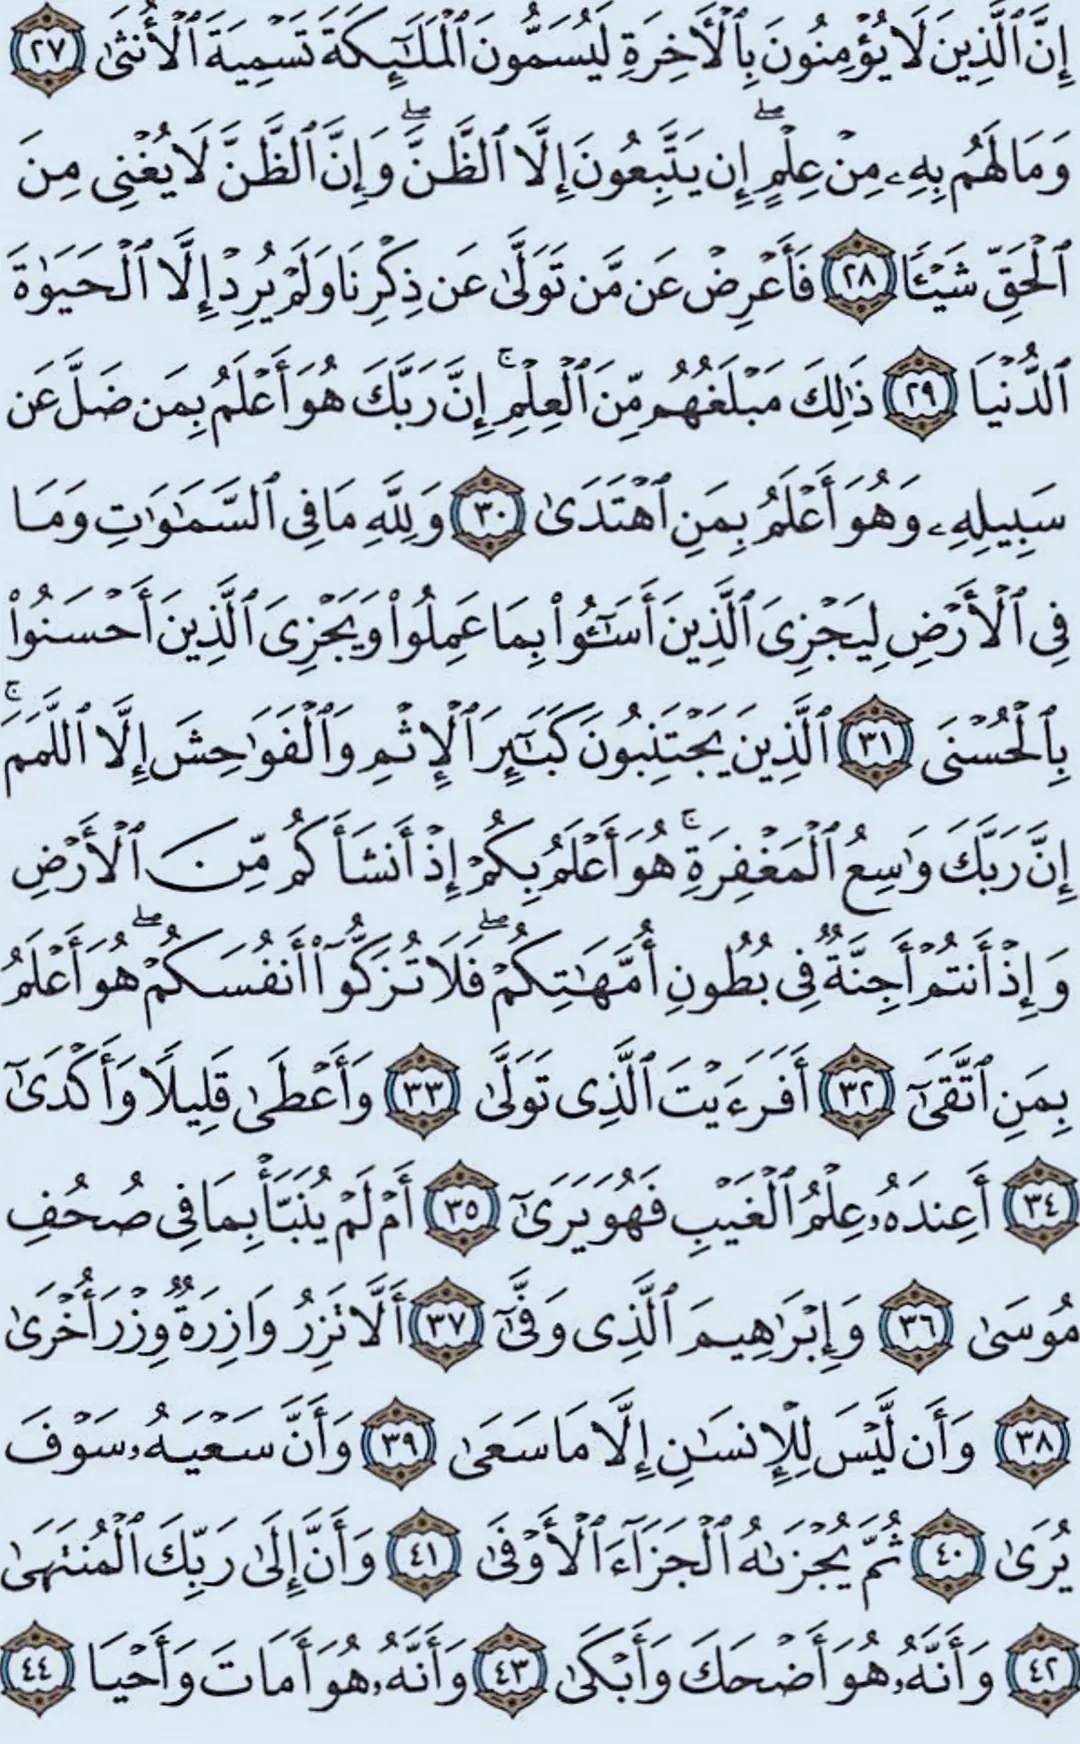 إِنَّ ٱلَّذِينَ لَا يُؤْمِنُونَ بِٱلْأَخِرَةِ لَيُسَمُّونَ ٱلْمَلَٰٓئِكَةَ تَسْمِيَةَ ٱلْأُنثَىٰ ٢٧
وَمَا لَهُم بِهِۦ مِنْ عِلْمٍ ۖ إِن يَتَّبِعُونَ إِلَّا ٱلظَّنَّ ۖ وَإِنَّ ٱلظَّنَّ لَا يُغْنِى مِنَ
ٱلْحَقِّ شَيْـًٔا ٢٨ فَأَعْرِضْ عَن مَّن تَوَلَّىٰ عَن ذِكْرِنَا وَلَمْ يُرِدْ إِلَّا ٱلْحَيَوٰةَ
ٱلدُّنْيَا ٢٩ ذَٰلِكَ مَبْلَغُهُم مِّنَ ٱلْعِلْمِ ۚ إِنَّ رَبَّكَ هُوَ أَعْلَمُ بِمَن ضَلَّ عَن
سَبِيلِهِۦ وَهُوَ أَعْلَمُ بِمَنِ ٱهْتَدَىٰ ٣٠ وَلِلَّهِ مَا فِى ٱلسَّمَٰوَٰتِ وَمَا
فِى ٱلْأَرْضِ لِيَجْزِىَ ٱلَّذِينَ أَسَٰٓـُٔوا۟ بِمَا عَمِلُوا۟ وَيَجْزِىَ ٱلَّذِينَ أَحْسَنُوا۟
بِٱلْحُسْنَى ٣١ ٱلَّذِينَ يَجْتَنِبُونَ كَبَٰٓئِرَ ٱلْإِثْمِ وَٱلْفَوَٰحِشَ إِلَّا ٱللَّمَمَ ۚ
إِنَّ رَبَّكَ وَٰسِعُ ٱلْمَغْفِرَةِ ۚ هُوَ أَعْلَمُ بِكُمْ إِذْ أَنشَأَكُم مِّنَ ٱلْأَرْضِ
وَإِذْ أَنتُمْ أَجِنَّةٌ فِى بُطُونِ أُمَّهَٰتِكُمْ ۖ فَلَا تُزَكُّوٓا۟ أَنفُسَكُمْ ۖ هُوَ أَعْلَمُ
بِمَنِ ٱتَّقَىٰٓ ٣٢ أَفَرَءَيْتَ ٱلَّذِى تَوَلَّىٰ ٣٣ وَأَعْطَىٰ قَلِيلًا وَأَكْدَىٰٓ
٣٤ أَعِندَهُۥ عِلْمُ ٱلْغَيْبِ فَهُوَ يَرَىٰٓ ٣٥ أَمْ لَمْ يُنَبَّأْ بِمَا فِى صُحُفِ
مُوسَىٰ ٣٦ وَإِبْرَٰهِيمَ ٱلَّذِى وَفَّىٰٓ ٣٧ أَلَّا تَزِرُ وَازِرَةٌ وِزْرَ أُخْرَىٰ
٣٨ وَأَن لَّيْسَ لِلْإِنسَٰنِ إِلَّا مَا سَعَىٰ ٣٩ وَأَنَّ سَعْيَهُۥ سَوْفَ
يُرَىٰ ٤٠ ثُمَّ يُجْزَىٰهُ ٱلْجَزَآءَ ٱلْأَوْفَىٰ ٤١ وَأَنَّ إِلَىٰ رَبِّكَ ٱلْمُنتَهَىٰ
٤٢ وَأَنَّهُۥ هُوَ أَضْحَكَ وَأَبْكَىٰ ٤٣ وَأَنَّهُۥ هُوَ أَمَاتَ وَأَحْيَا ٤٤